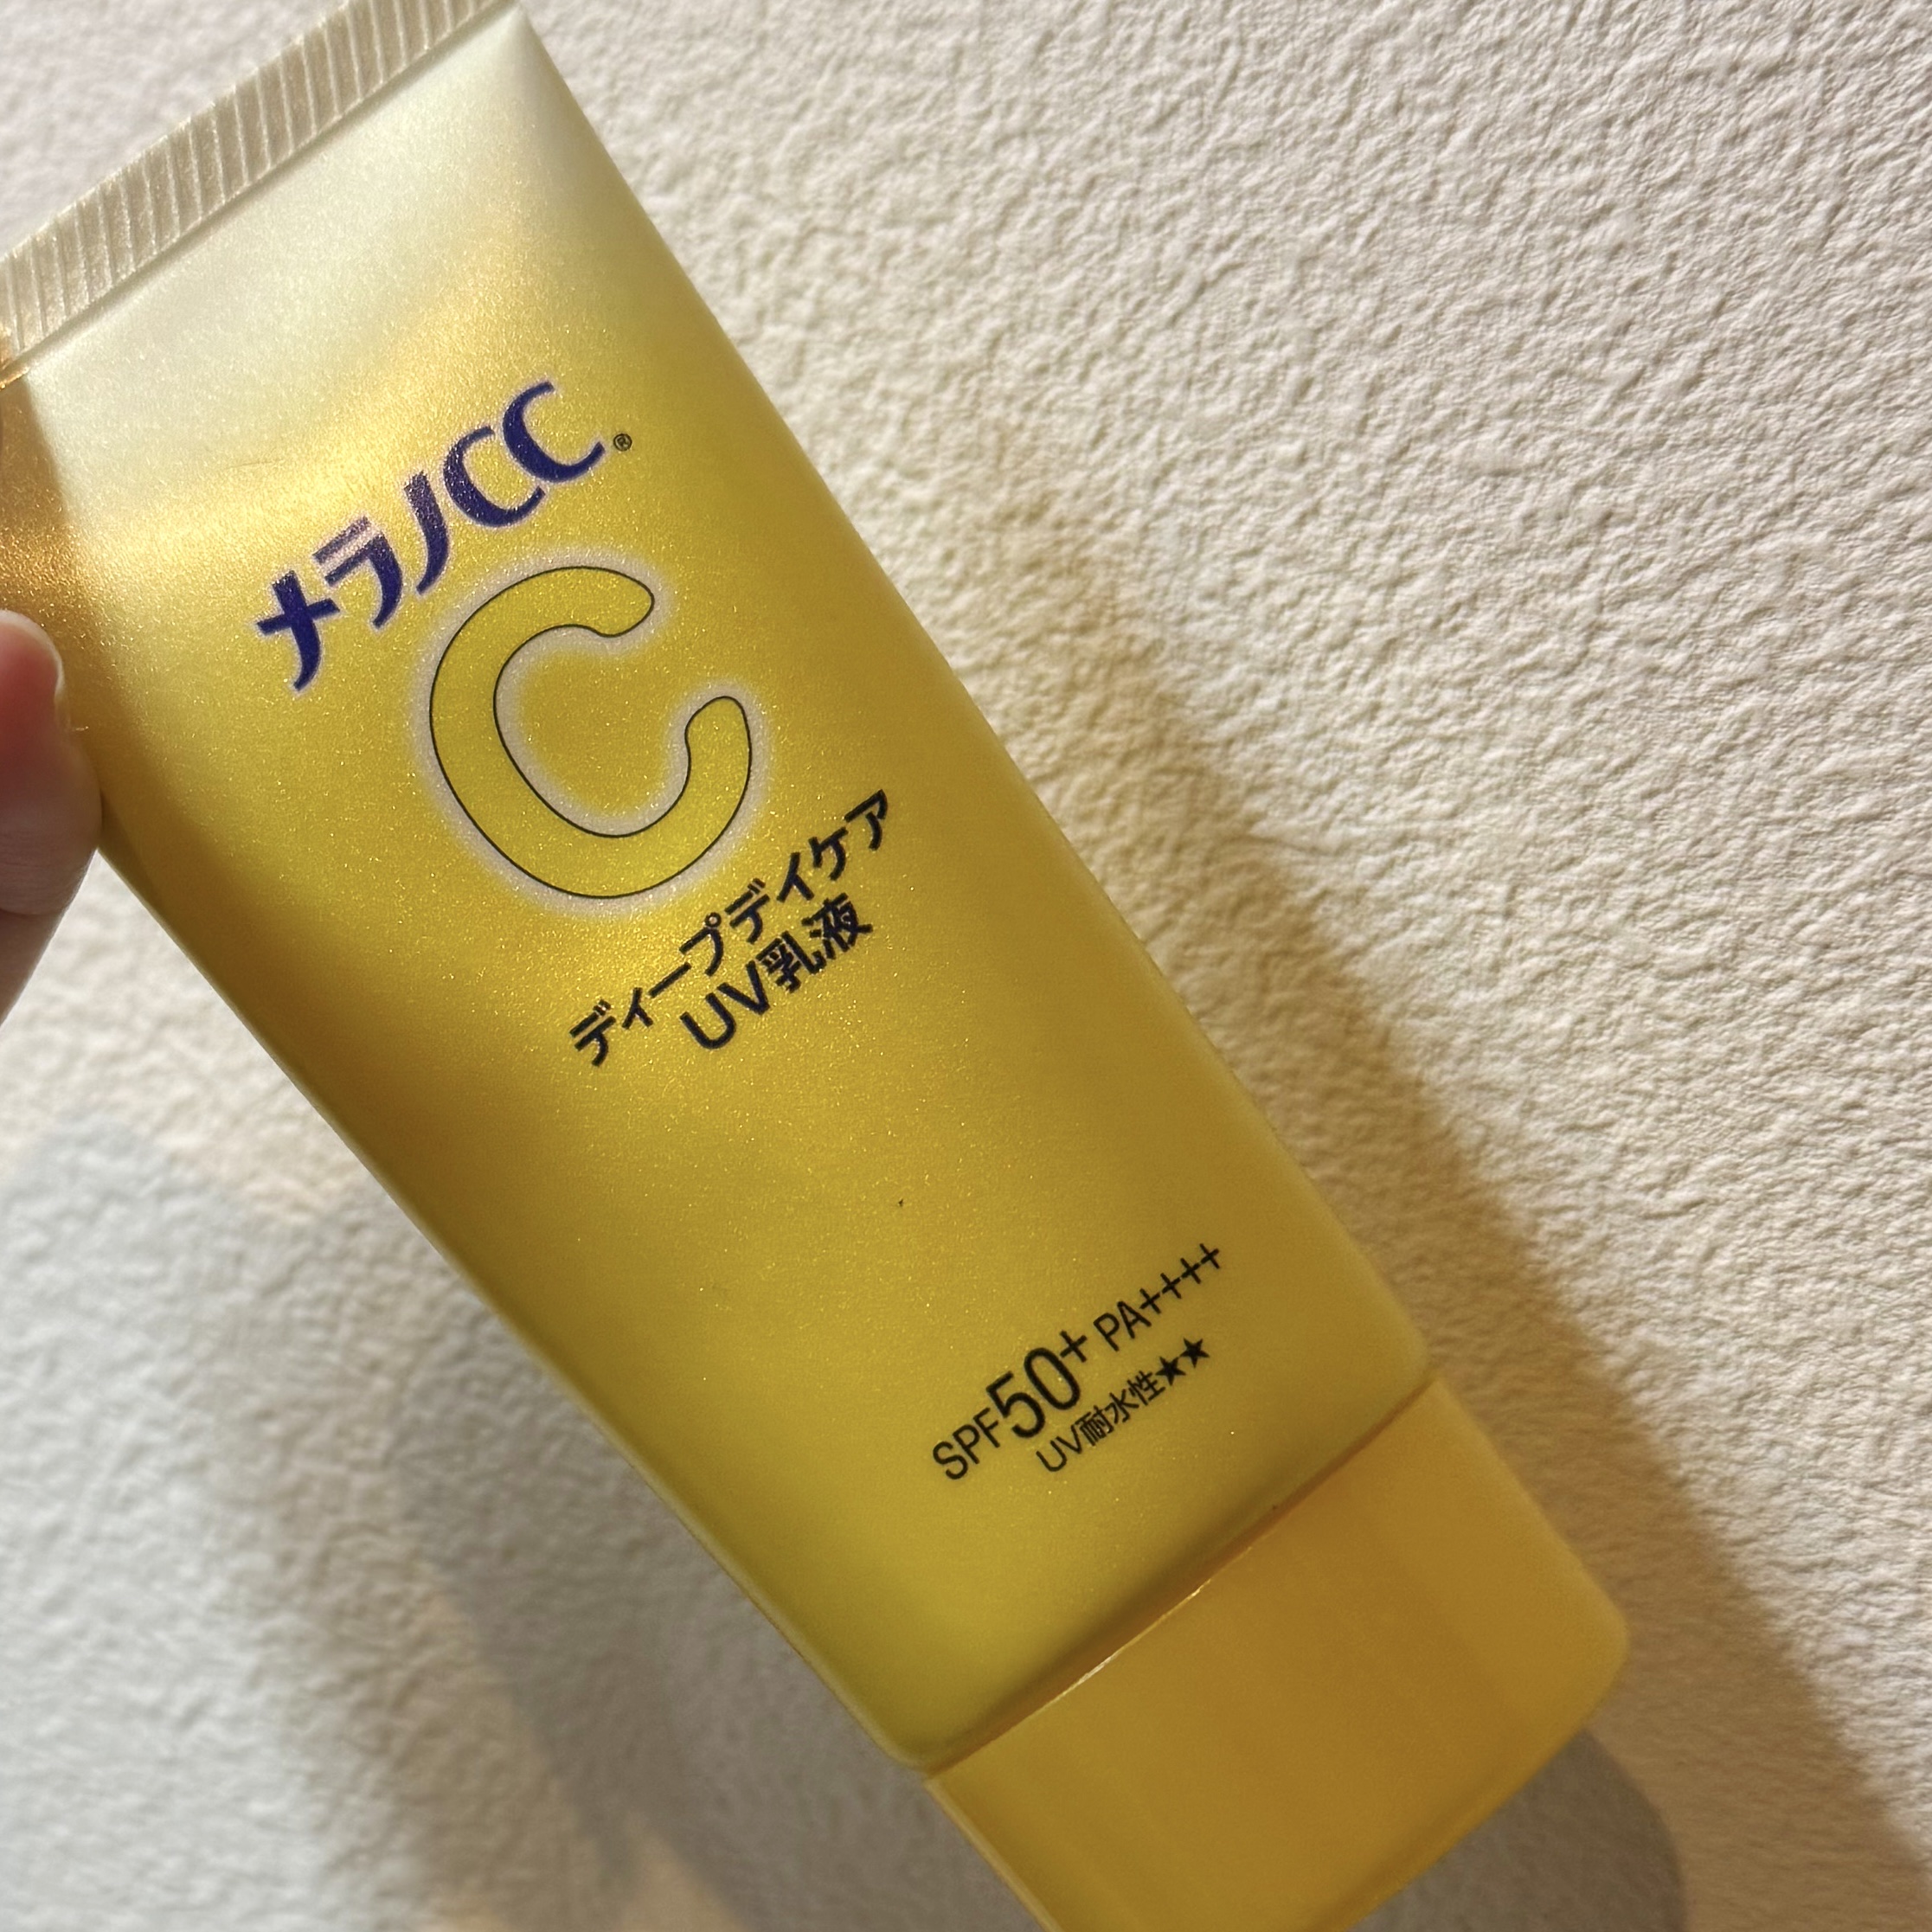 メラノCC®
C
ディープデイケア
UV乳液
SPF50+ PA++++
UV耐水性★★